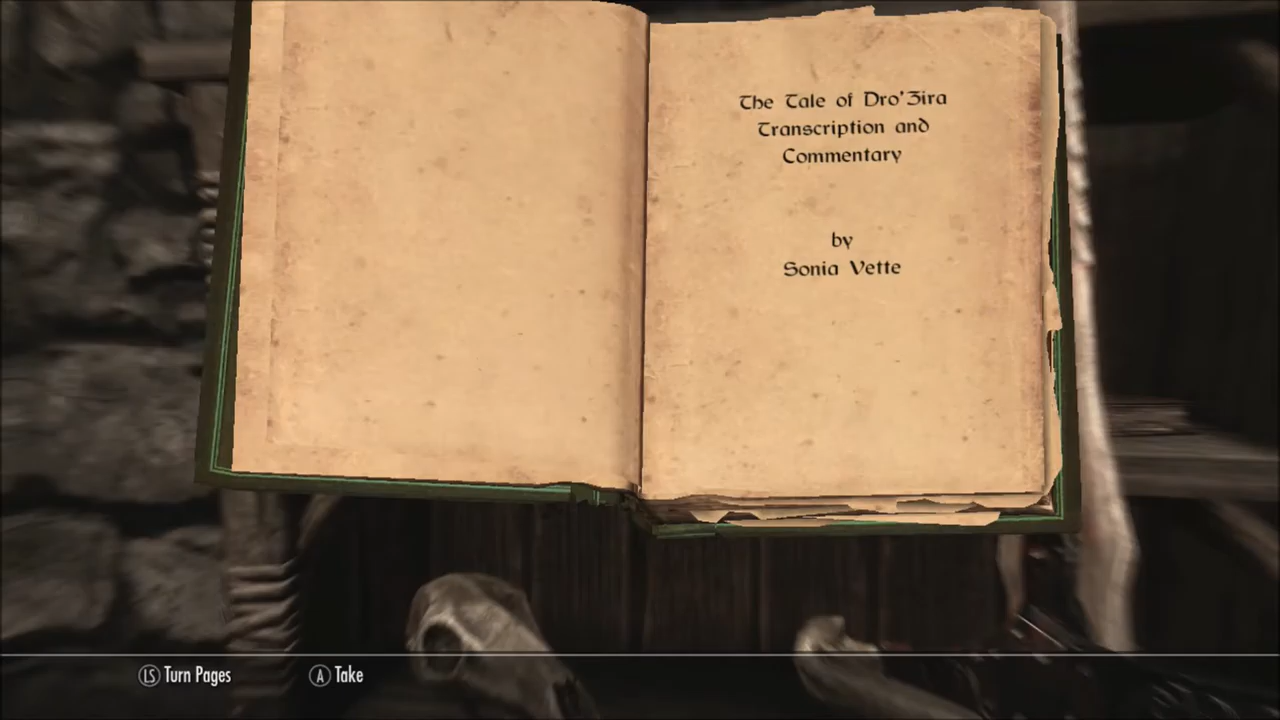 The Tale of Dro'Zira
Transcription and
Commentary
by
Sonia Vette
LS Turn Pages
A Take